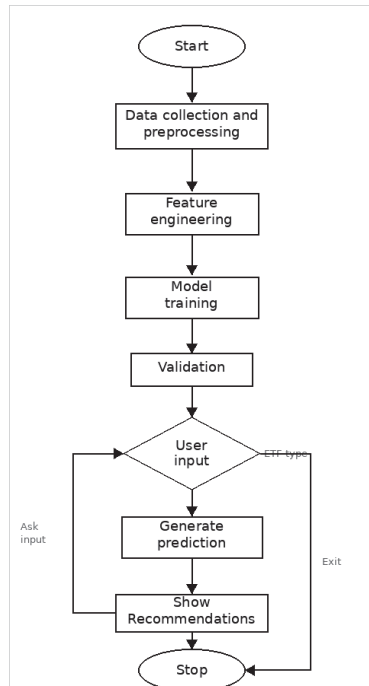 Start
Data collection and
preprocessing
Feature
engineering
Model
training
Validation
User
input
ETF type
Generate
prediction
Ask
input
Exit
Show
Recommendations
Stop